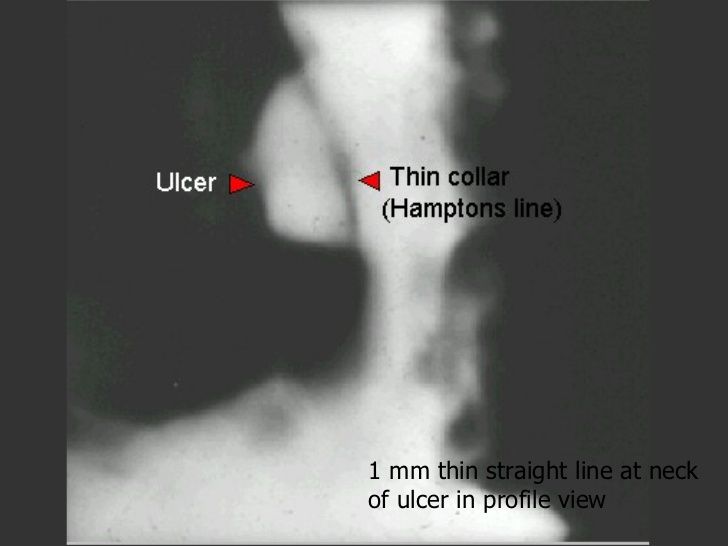 Ulcer
Thin collar
(Hamptons line)
1 mm thin straight line at neck
of ulcer in profile view